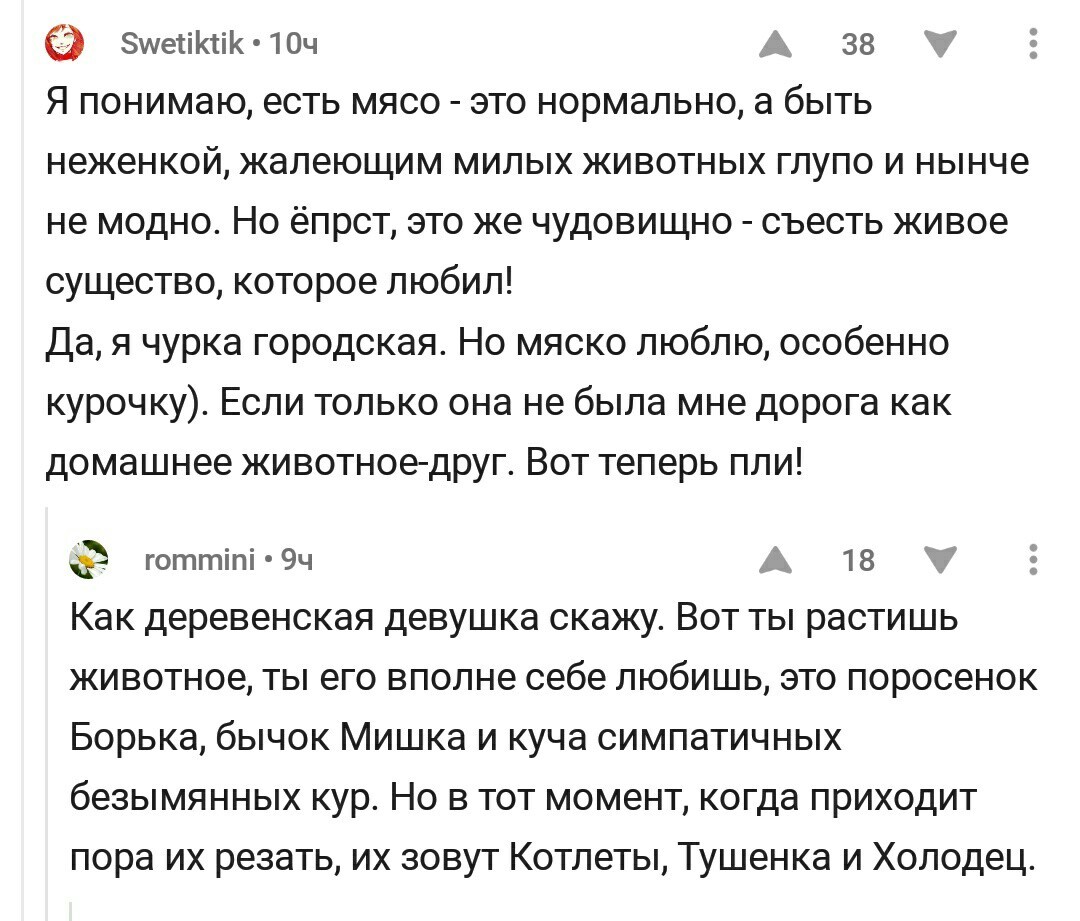 Swetiktik • 10ч 38
Я понимаю, есть мясо - это нормально, а быть
неженкой, жалеющим милых животных глупо и нынче
не модно. Но ёпрст, это же чудовищно - съесть живое
существо, которое любил!
Да, я чурка городская. Но мяско люблю, особенно
курочку). Если только она не была мне дорога как
домашнее животное-друг. Вот теперь пли!
rommini • 9ч 18
Как деревенская девушка скажу. Вот ты растишь
животное, ты его вполне себе любишь, это поросенок
Борька, бычок Мишка и куча симпатичных
безымянных кур. Но в тот момент, когда приходит
пора их резать, их зовут Котлеты, Тушенка и Холодец.